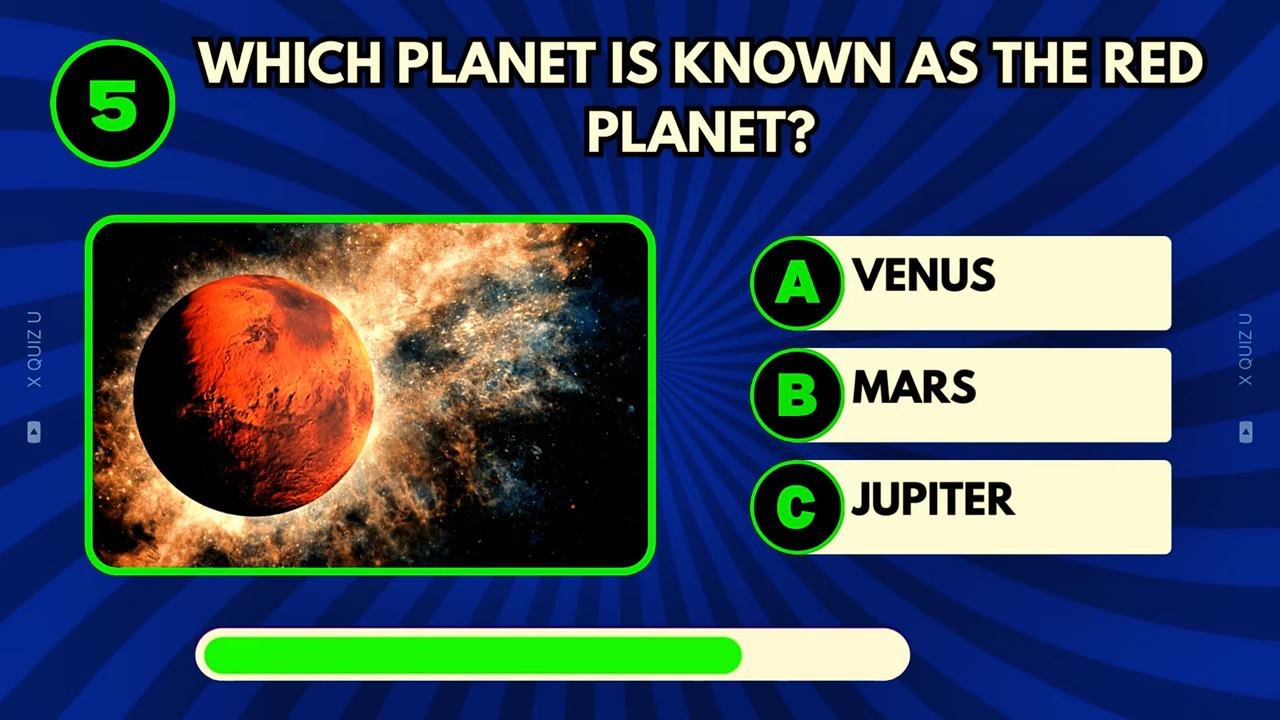 5
WHICH PLANET IS KNOWN AS THE RED
PLANET?
A VENUS
B MARS
C JUPITER
X QUIZ U
X QUIZ U